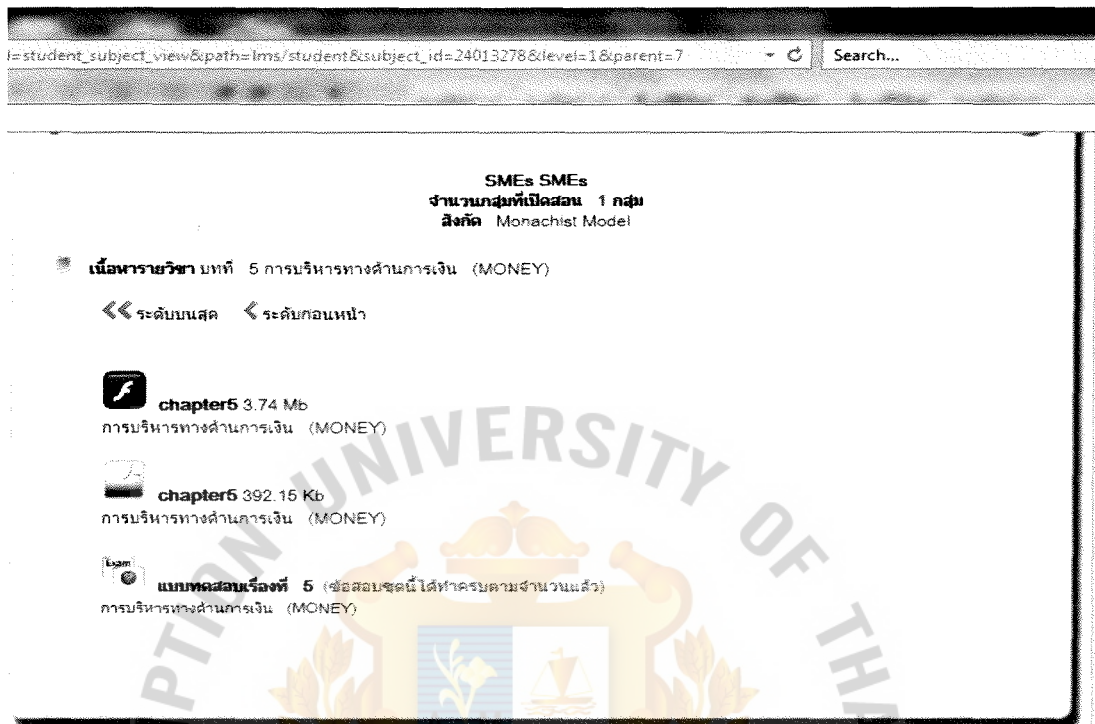 =student_subject_view&path=lms/student&subject_id=24013278&level=1&parent=7 Search...
SMEs SMEs
จำนวนกลุ่มที่เปิดสอน 1 กลุ่ม
สังกัด Monachist Model
เนื้อหารายวิชา บทที่ 5 การบริหารทางด้านการเงิน (MONEY)
ระดับบนสุด ระดับก่อนหน้า
chapter5 3.74 Mb
การบริหารทางด้านการเงิน (MONEY)
chapter5 392.15 Kb
การบริหารทางด้านการเงิน (MONEY)
Exam
แบบทดสอบเรื่องที่ 5 (ข้อสอบชุดนี้ได้ทำครบตามจำนวนแล้ว)
การบริหารทางด้านการเงิน (MONEY)
UNIVERSITY OF